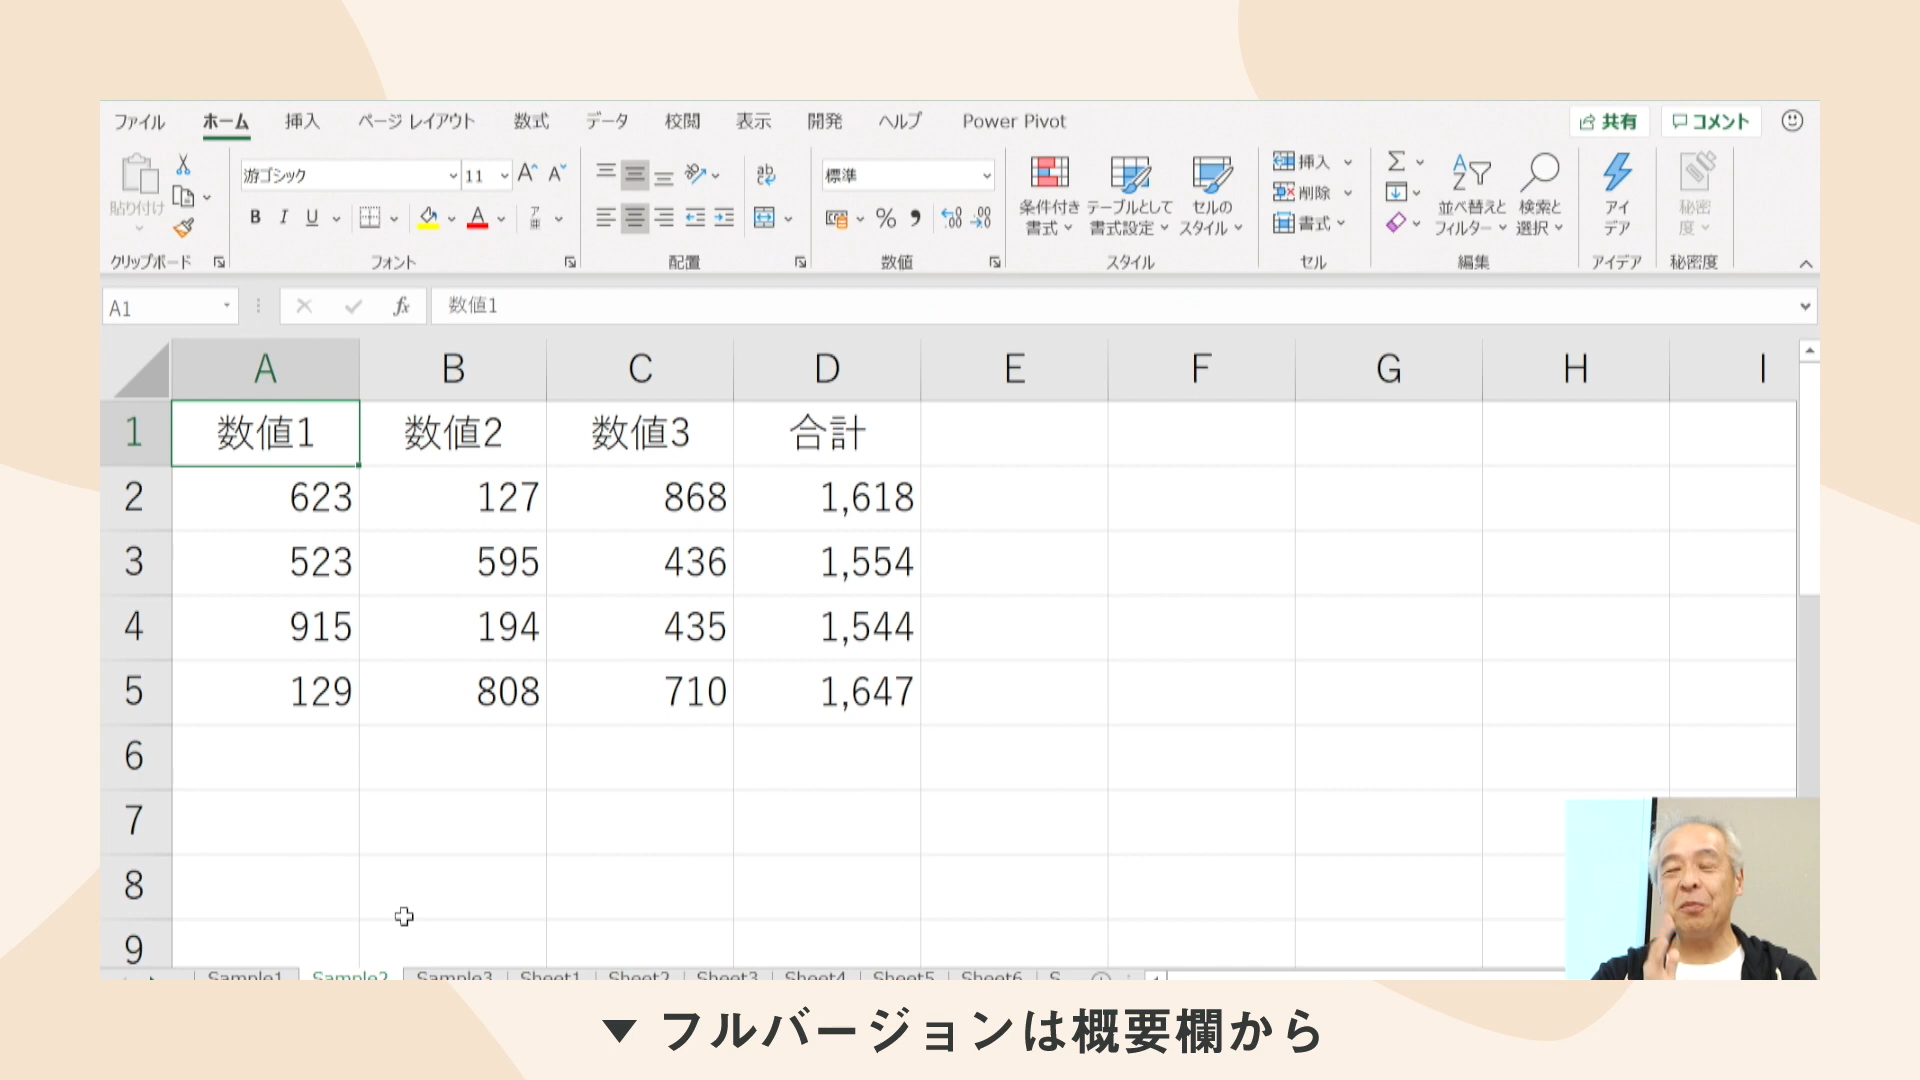 ファイル ホーム 挿入 ページ レイアウト 数式 データ 校閲 表示 開発 ヘルプ Power Pivot 共有 コメント
貼り付け
游ゴシック 11
B I U
標準
条件付き書式 テーブルとして書式設定 セルのスタイル
挿入
削除
書式
並べ替えとフィルター 検索と選択
アイデア
秘密度
クリップボード フォント 配置 数値 スタイル セル 編集 アイデア 秘密度
A1 fx 数値1
A B C D E F G H I
1 数値1 数値2 数値3 合計
2 623 127 868 1,618
3 523 595 436 1,554
4 915 194 435 1,544
5 129 808 710 1,647
6
7
8
9
Sample1 Sample2 Sample3 Sheet1 Sheet2 Sheet3 Sheet4 Sheet5 Sheet6 S
▼ フルバージョンは概要欄から